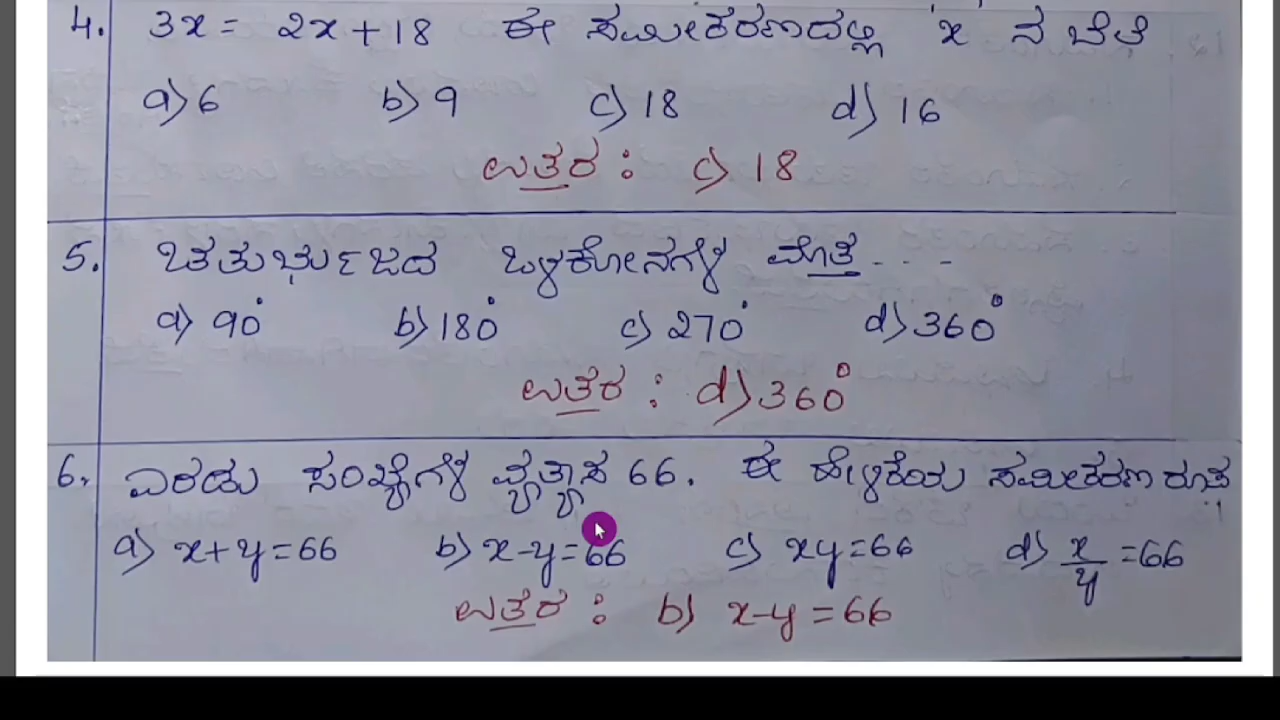 4. 3x = 2x + 18 ಈ ಸಮೀಕರಣದಲ್ಲಿ 'x' ನ ಬೆಲೆ
a) 6 b) 9 c) 18 d) 16
ಉತ್ತರ : c) 18
5. ಚತುರ್ಭುಜದ ಒಳಕೋನಗಳ ಮೊತ್ತ . . . -
a) 90° b) 180° c) 270° d) 360°
ಉತ್ತರ : d) 360°
6. ಎರಡು ಸಂಖ್ಯೆಗಳ ವ್ಯತ್ಯಾಸ 66. ಈ ಹೇಳಿಕೆಯ ಸಮೀಕರಣ ರೂಪ
a) x + y = 66 b) x - y = 66 c) xy = 66 d) x/y = 66
ಉತ್ತರ : b) x - y = 66